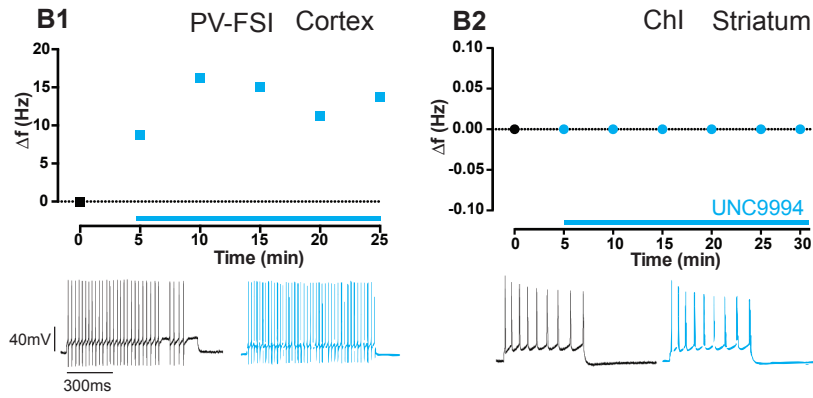 B1 PV-FSI Cortex
20
15
10
5
0
Δf (Hz)
0 5 10 15 20 25
Time (min)
40mV
300ms
B2 ChI Striatum
0.10
0.05
0.00
-0.05
-0.10
Δf (Hz)
UNC9994
0 5 10 15 20 25 30
Time (min)